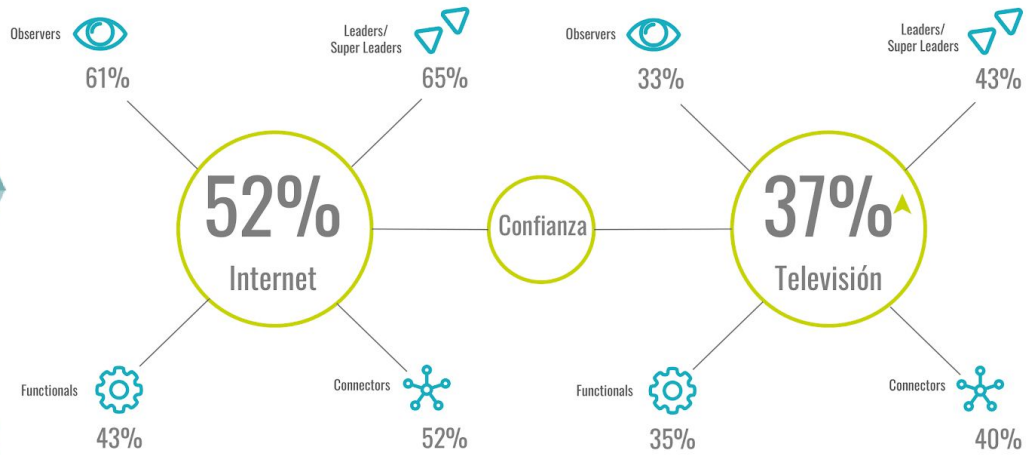 Observers
61%
Leaders/
Super Leaders
65%
52%
Internet
Functionals
43%
Connectors
52%
Confianza
Observers
33%
Leaders/
Super Leaders
43%
37%
Televisión
Functionals
35%
Connectors
40%